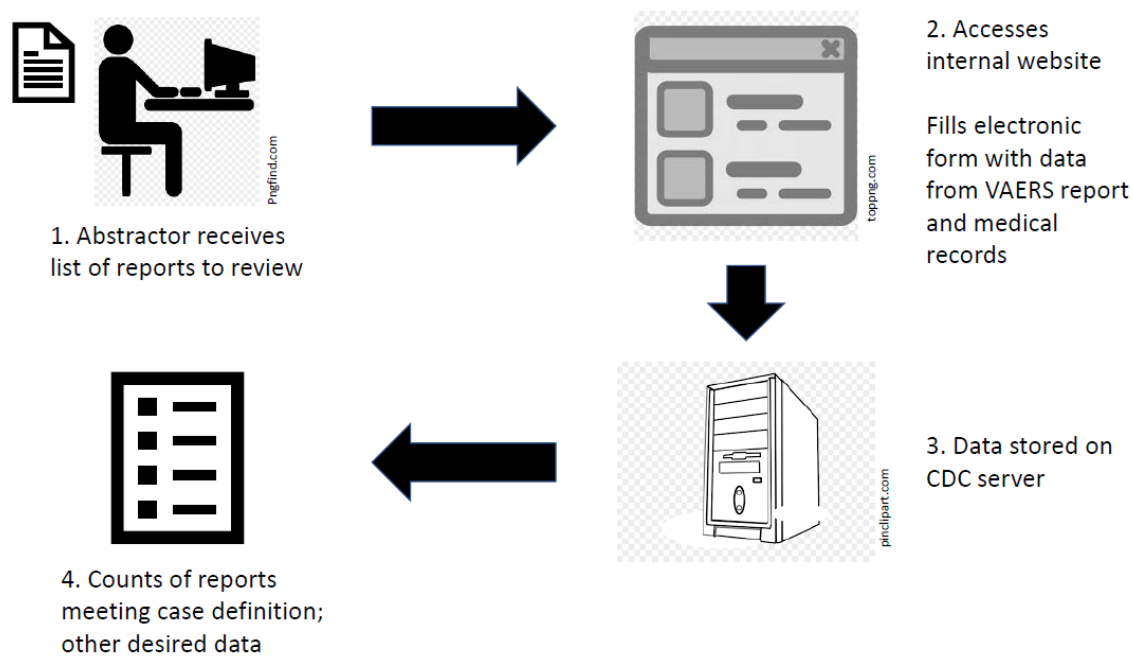 Pngfind.com
1. Abstractor receives
list of reports to review
toppng.com
2. Accesses
internal website
Fills electronic
form with data
from VAERS report
and medical
records
pinclipart.com
3. Data stored on
CDC server
4. Counts of reports
meeting case definition;
other desired data